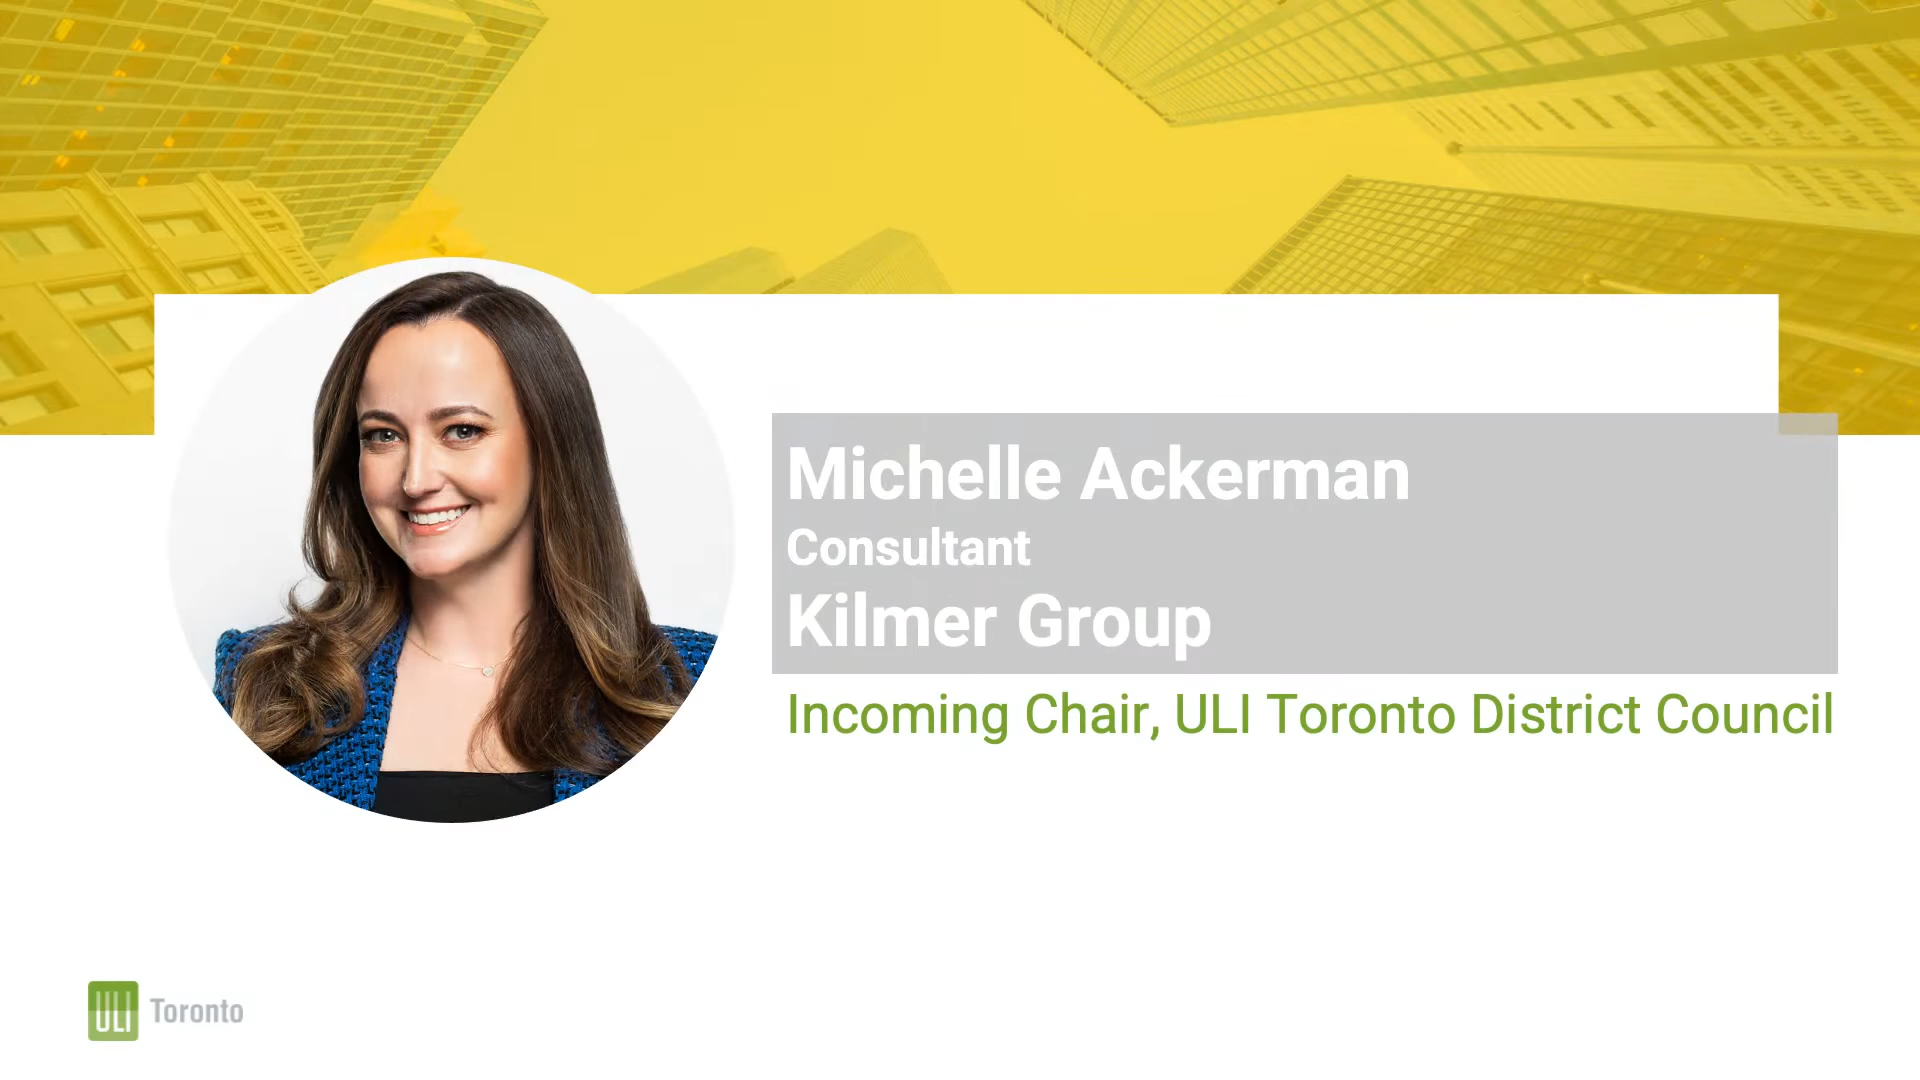 Michelle Ackerman
Consultant
Kilmer Group
Incoming Chair, ULI Toronto District Council
ULI Toronto